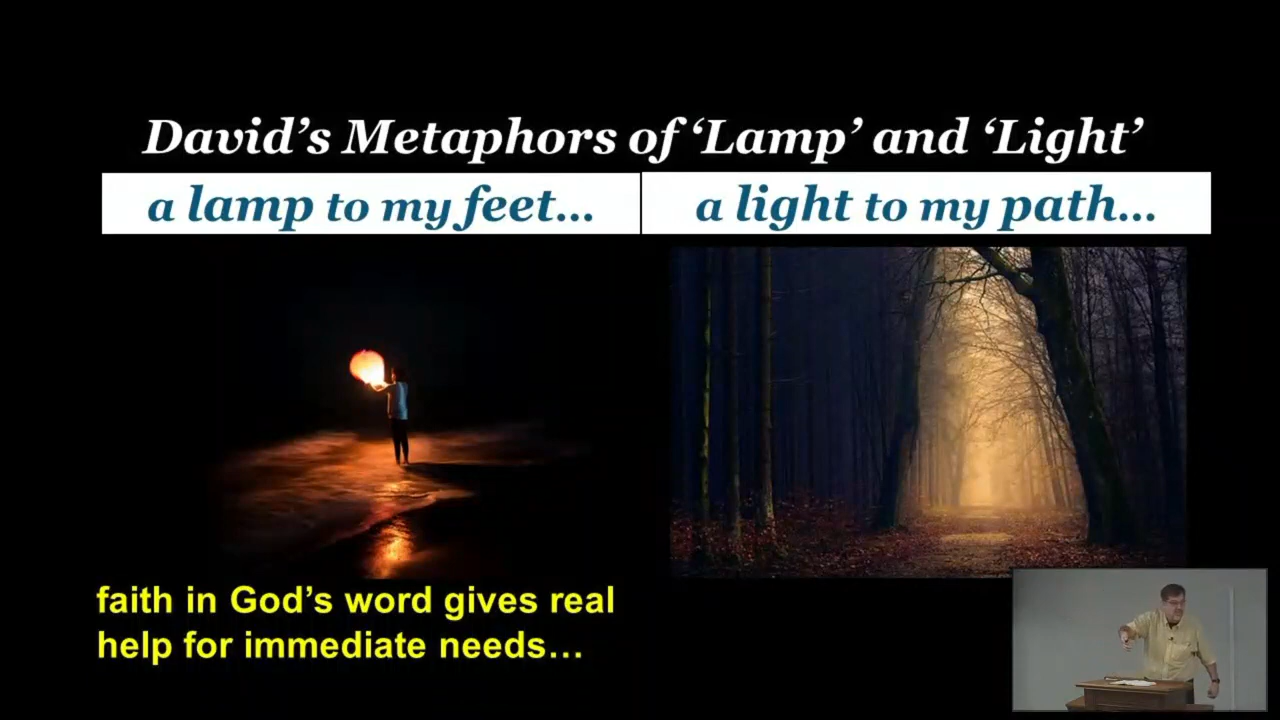 David's Metaphors of 'Lamp' and 'Light'
a lamp to my feet...
a light to my path...
faith in God's word gives real
help for immediate needs...